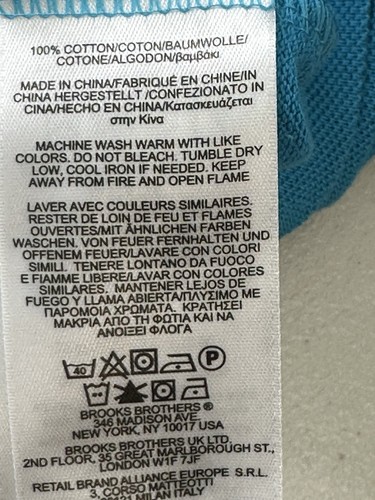 100% COTTON/COTON/BAUMWOLLE/
COTONE/ALGODON/βαμβάκι
MADE IN CHINA/FABRIQUÉ EN CHINE/IN
CHINA HERGESTELLT /CONFEZIONATO IN
CINA/HECHO EN CHINA/Κατασκευάζεται
στην Κίνα
MACHINE WASH WARM WITH LIKE
COLORS. DO NOT BLEACH. TUMBLE DRY
LOW, COOL IRON IF NEEDED. KEEP
AWAY FROM FIRE AND OPEN FLAME
LAVER AVEC COULEURS SIMILAIRES.
RESTER DE LOIN DE FEU ET FLAMES
OUVERTES/MIT ÄHNLICHEN FARBEN
WASCHEN. VON FEUER FERNHALTEN UND
OFFENEM FEUER/LAVARE CON COLORI
SIMILI. TENERE LONTANO DA FUOCO
E FIAMME LIBERE/LAVAR CON COLORES
SIMILARES. MANTENER LEJOS DE
FUEGO Y LLAMA ABIERTA/ΠΛΥΣΙΜΟ ΜΕ
ΠΑΡΟΜΟΙΑ ΧΡΩΜΑΤΑ. ΚΡΑΤΗΣΕΙ
ΜΑΚΡΙΑ ΑΠΟ ΤΗ ΦΩΤΙΑ ΚΑΙ ΝΑ
ΑΝΟΙΞΕΙ ΦΛΟΓΑ
40 P
BROOKS BROTHERS ®
346 MADISON AVE.
NEW YORK, NY 10017 USA
BROOKS BROTHERS UK LTD.
2ND FLOOR, 35 GREAT MARLBOROUGH ST.,
LONDON W1F 7JF
RETAIL BRAND ALLIANCE EUROPE S.R.L.
3, CORSO MATTEOTTI
MILAN ITALY